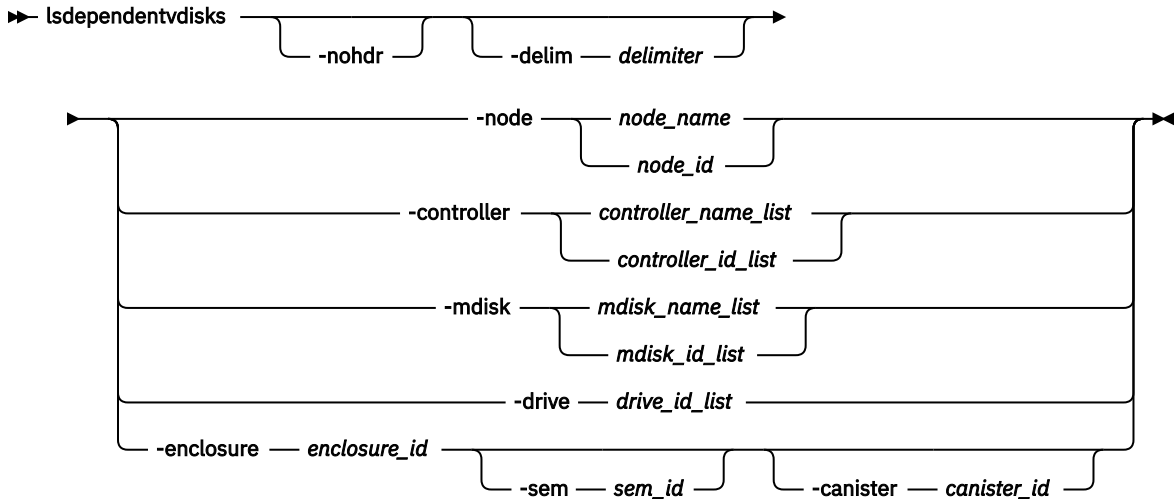 lsdependentvdisks
-nohdr -delim delimiter
-node node_name
node_id
-controller controller_name_list
controller_id_list
-mdisk mdisk_name_list
mdisk_id_list
-drive drive_id_list
-enclosure enclosure_id
-sem sem_id -canister canister_id